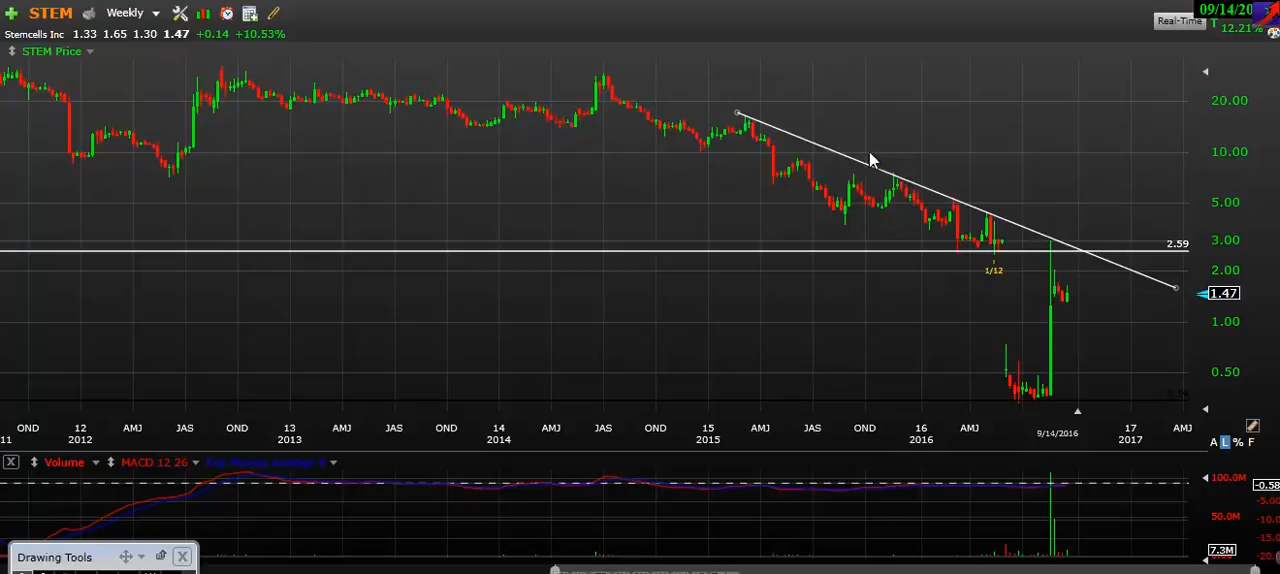 STEM Weekly 09/14/20
Stemcells Inc 1.33 1.65 1.30 1.47 +0.14 +10.53% Real-Time T 12.21%
STEM Price
20.00
10.00
5.00
3.00
2.59
2.00
1/12
1.47
1.00
0.50
OND 12 AMJ JAS OND AMJ JAS OND AMJ JAS OND AMJ JAS OND 16 AMJ 9/14/2016 17 AMJ
11 2012 2013 2014 2015 2016 2017
A L % F
X Volume MACD 12 26
100.0M -0.58
-5.00
50.0M -10.0
-15.0
7.3M -20.0
Drawing Tools X